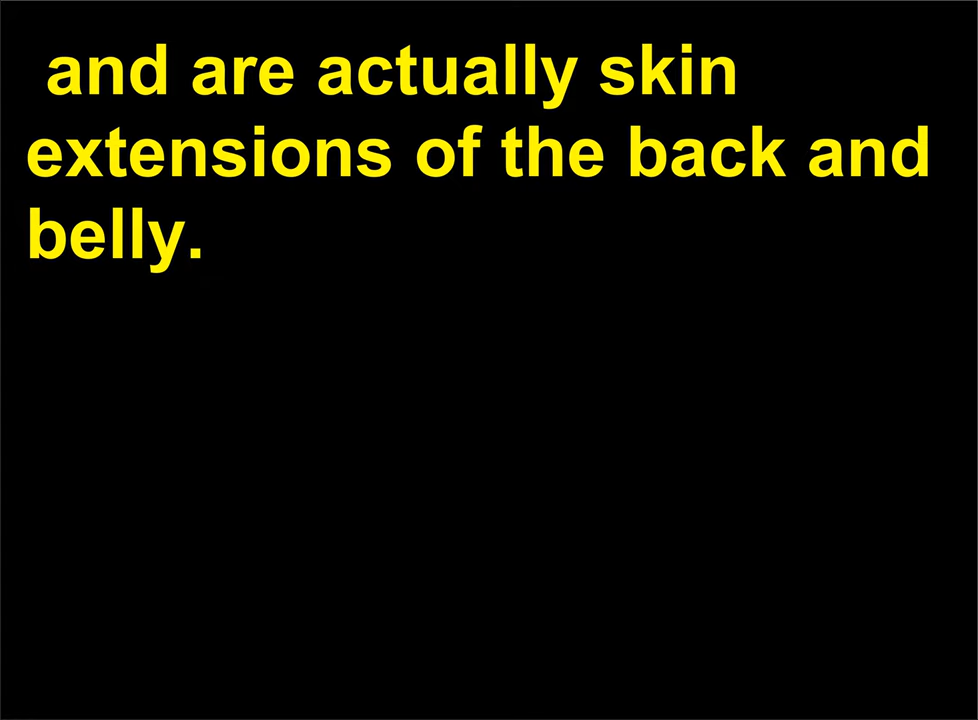 and are actually skin
extensions of the back and
belly.